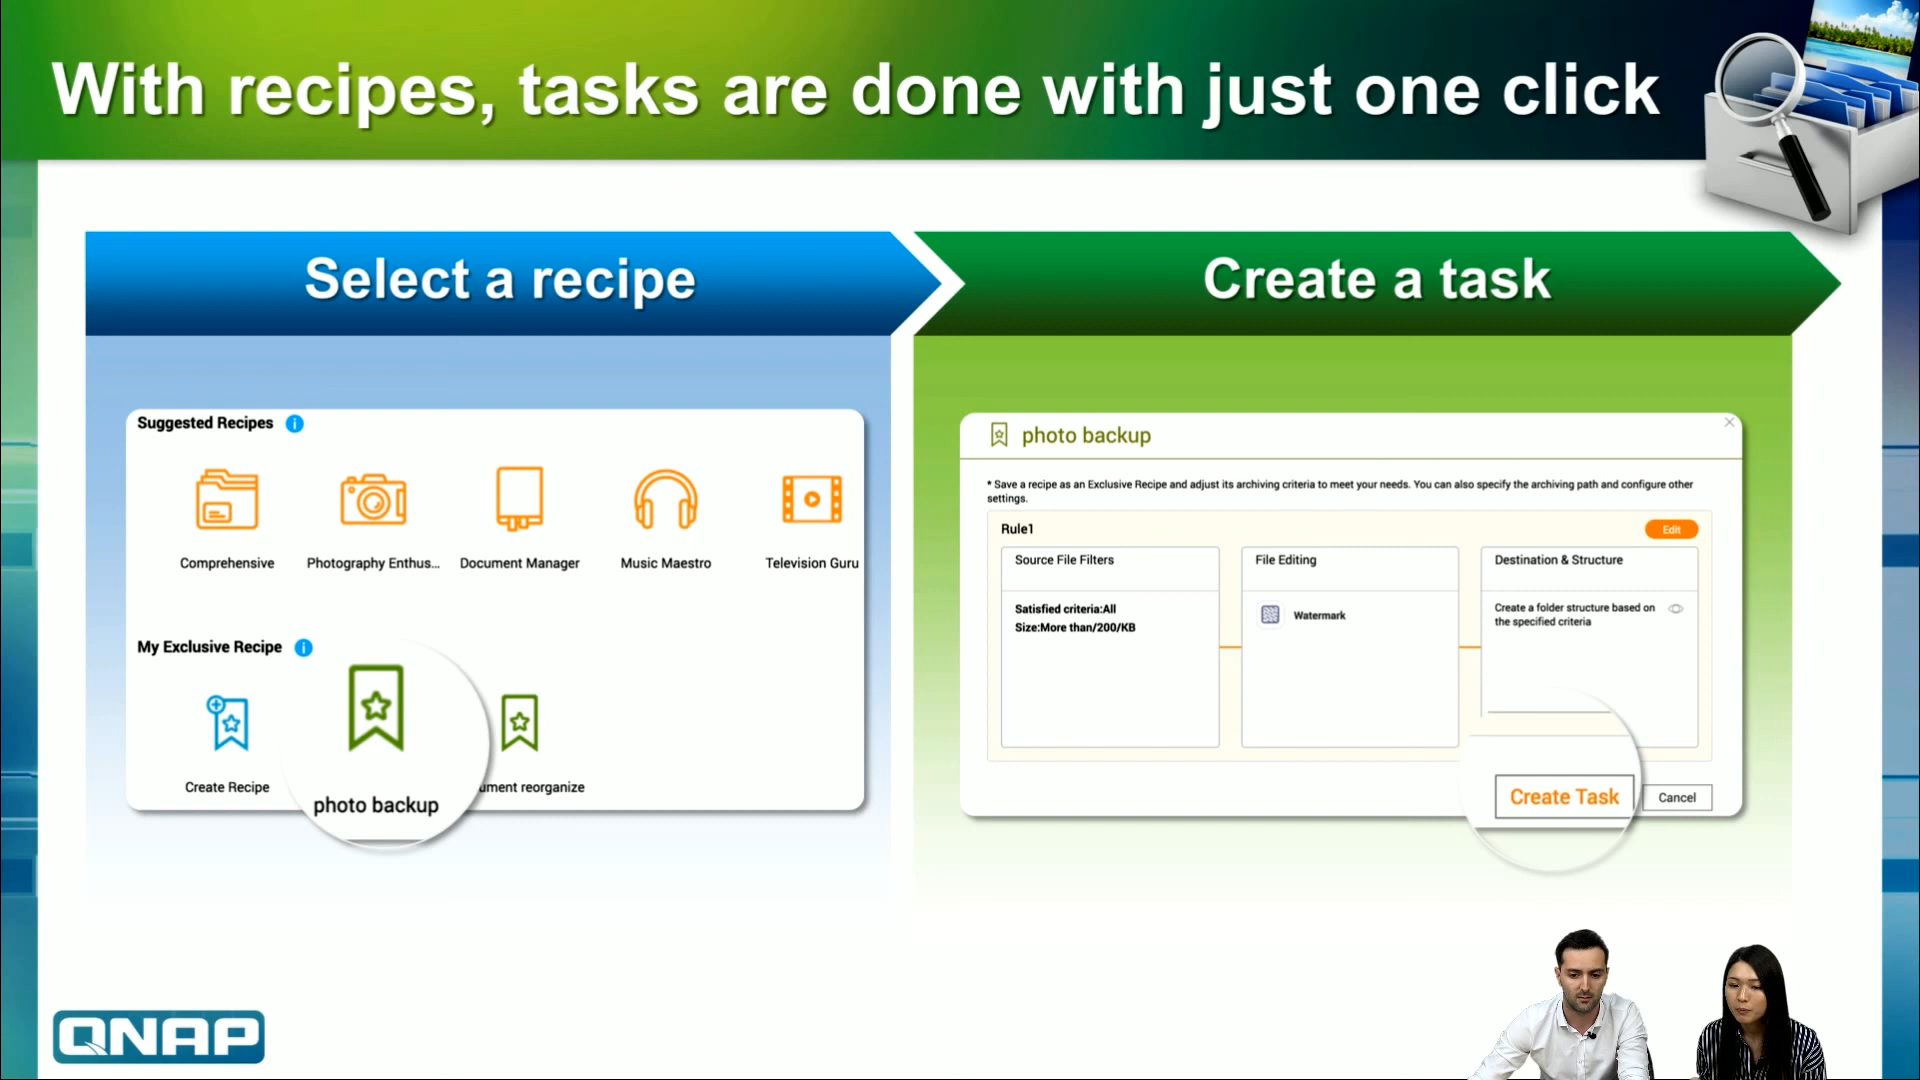 With recipes, tasks are done with just one click
Select a recipe
Create a task
Suggested Recipes
Comprehensive
Photography Enthus...
Document Manager
Music Maestro
Television Guru
My Exclusive Recipe
Create Recipe
photo backup
ument reorganize
photo backup
* Save a recipe as an Exclusive Recipe and adjust its archiving criteria to meet your needs. You can also specify the archiving path and configure other
settings.
Rule1
Edit
Source File Filters
Satisfied criteria:All
Size:More than/200/KB
File Editing
Watermark
Destination & Structure
Create a folder structure based on
the specified criteria
Create Task
Cancel
QNAP